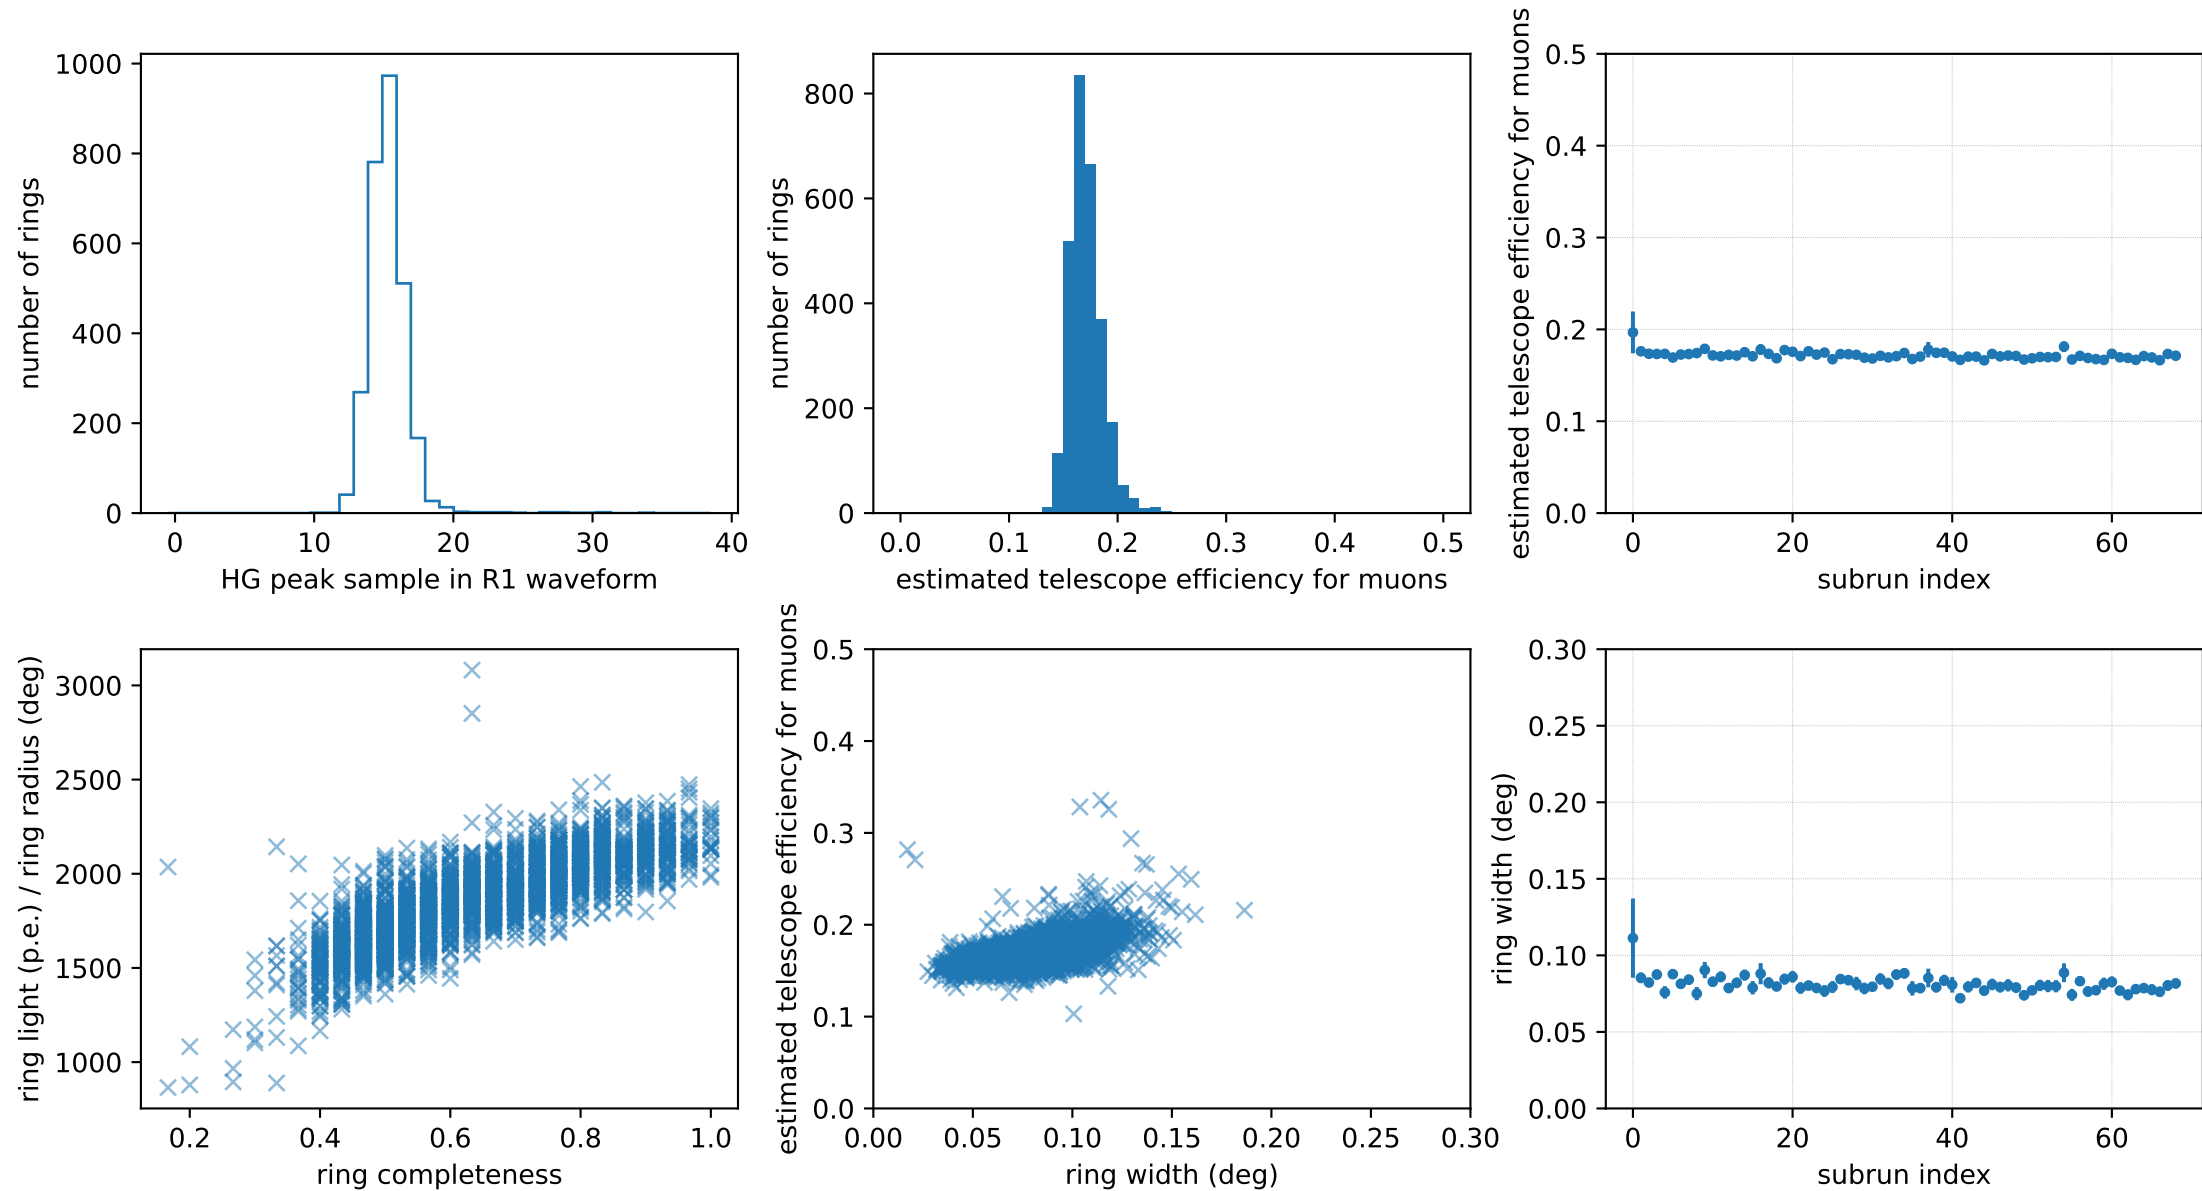 1000
800
600
400
200
0
number of rings
0 10 20 30 40
HG peak sample in R1 waveform
800
600
400
200
0
number of rings
0.0 0.1 0.2 0.3 0.4 0.5
estimated telescope efficiency for muons
0.5
0.4
0.3
0.2
0.1
0.0
estimated telescope efficiency for muons
0 20 40 60
subrun index
3000
2500
2000
1500
1000
ring light (p.e.) / ring radius (deg)
0.2 0.4 0.6 0.8 1.0
ring completeness
0.5
0.4
0.3
0.2
0.1
0.0
estimated telescope efficiency for muons
0.00 0.05 0.10 0.15 0.20 0.25 0.30
ring width (deg)
0.30
0.25
0.20
0.15
0.10
0.05
0.00
ring width (deg)
0 20 40 60
subrun index